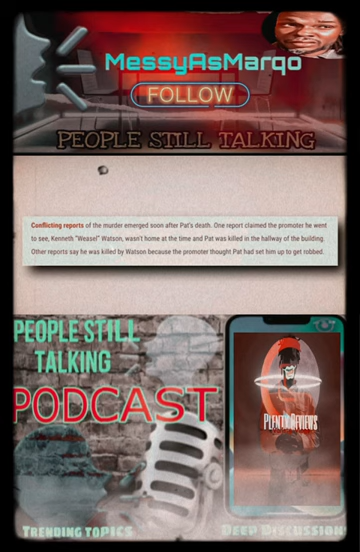 MessyAsMarqo
FOLLOW
PEOPLE STILL TALKING
Conflicting reports of the murder emerged soon after Pat's death. One report claimed the promoter he went
to see, Kenneth "Weasel" Watson, wasn't home at the time and Pat was killed in the hallway of the building.
Other reports say he was killed by Watson because the promoter thought Pat had set him up to get robbed.
PEOPLE STILL
TALKING
PODCAST
PLENTYREVIEWS
TRENDING TOPICS
DEEP DISCUSSIONS